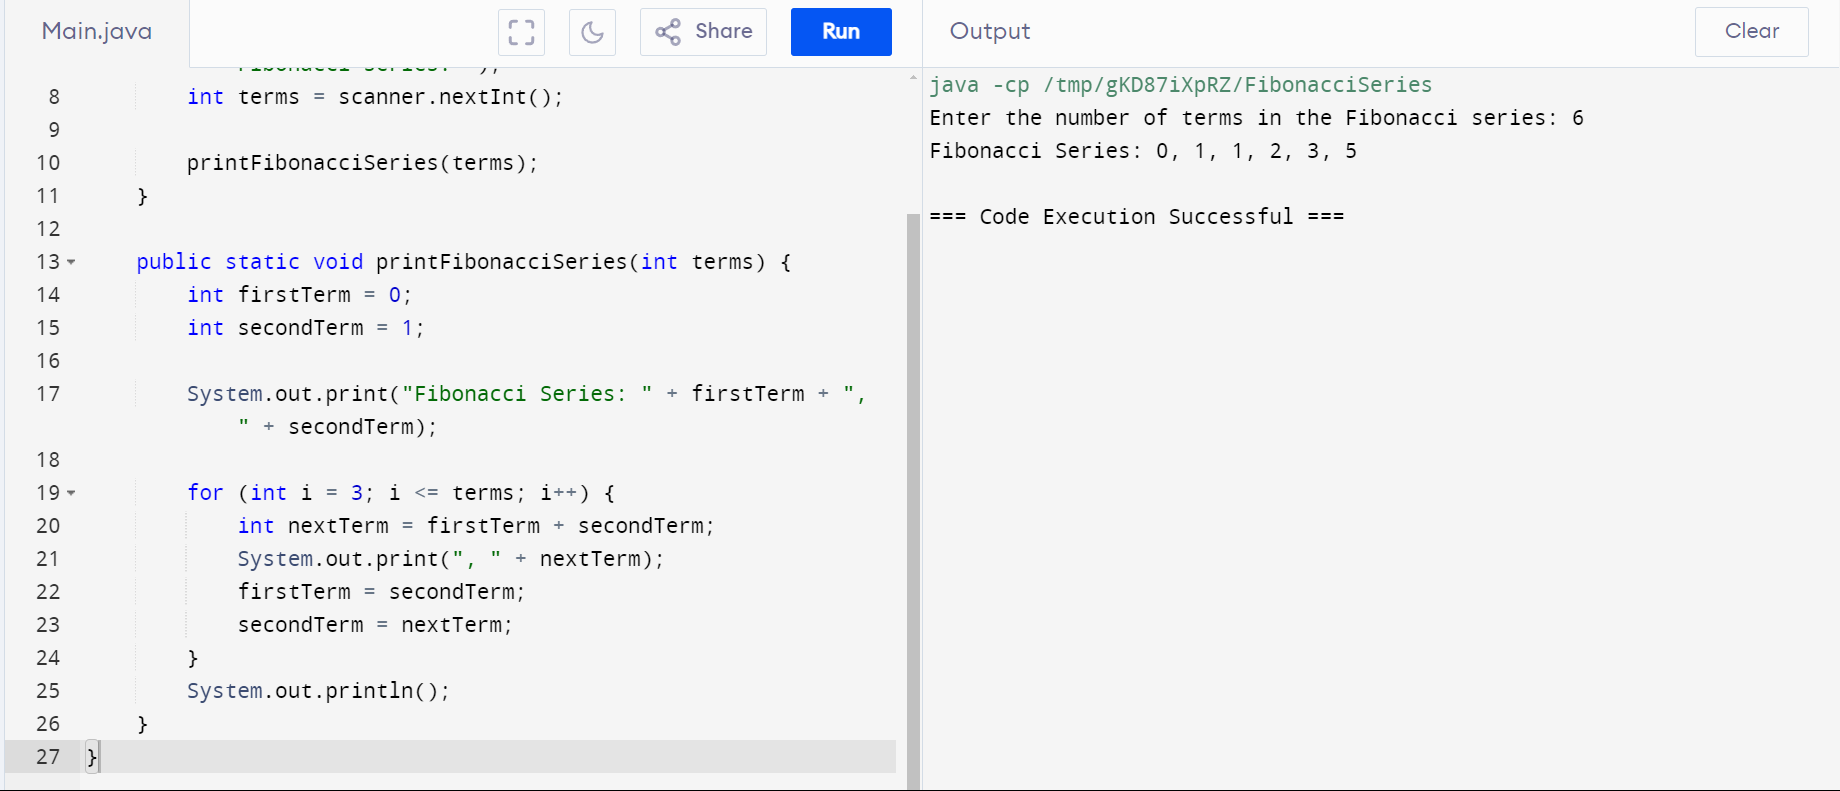 Main.java
Share
Run
Output
Clear
Fibonacci series: ");
8 int terms = scanner.nextInt();
9
10 printFibonacciSeries(terms);
11 }
12
13 public static void printFibonacciSeries(int terms) {
14 int firstTerm = 0;
15 int secondTerm = 1;
16
17 System.out.print("Fibonacci Series: " + firstTerm + ",
" + secondTerm);
18
19 for (int i = 3; i <= terms; i++) {
20 int nextTerm = firstTerm + secondTerm;
21 System.out.print(", " + nextTerm);
22 firstTerm = secondTerm;
23 secondTerm = nextTerm;
24 }
25 System.out.println();
26 }
27 }
java -cp /tmp/gKD87iXpRZ/FibonacciSeries
Enter the number of terms in the Fibonacci series: 6
Fibonacci Series: 0, 1, 1, 2, 3, 5
=== Code Execution Successful ===